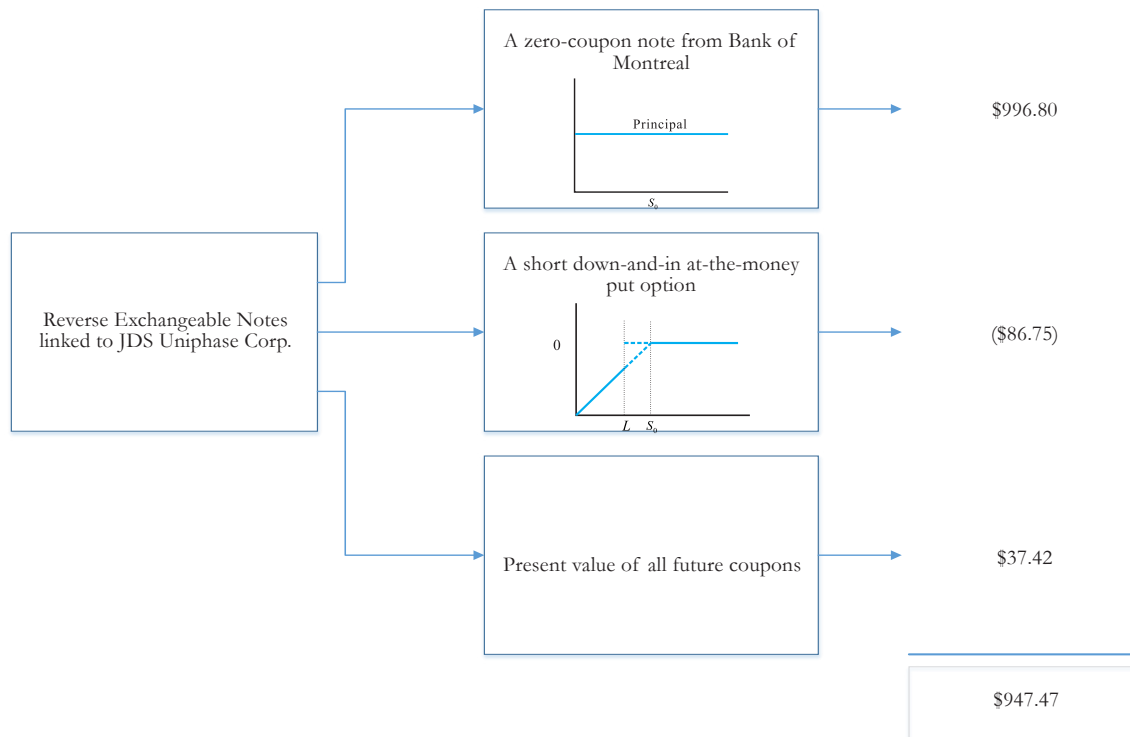 A zero-coupon note from Bank of
Montreal
Principal
S₀
$996.80
Reverse Exchangeable Notes
linked to JDS Uniphase Corp.
A short down-and-in at-the-money
put option
0
L S₀
($86.75)
Present value of all future coupons
$37.42
$947.47